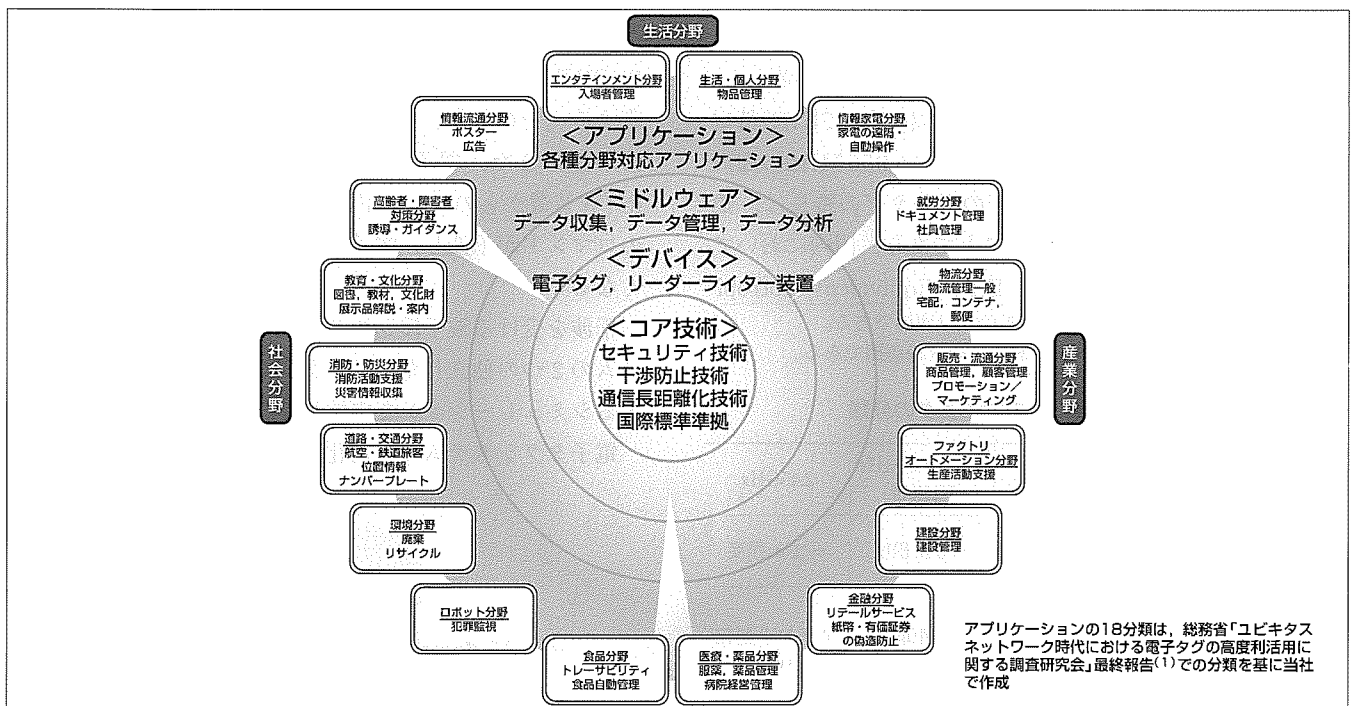 生活分野
エンタテインメント分野
入場者管理
生活・個人分野
物品管理
情報流通分野
ポスター
広告
情報家電分野
家電の遠隔・
自動操作
<アプリケーション>
各種分野対応アプリケーション
高齢者・障害者
対策分野
誘導・ガイダンス
<ミドルウェア>
データ収集，データ管理，データ分析
就労分野
ドキュメント管理
社員管理
教育・文化分野
図書，教材，文化財
展示品解説・案内
<デバイス>
電子タグ，リーダーライター装置
物流分野
物流管理一般
宅配，コンテナ，
郵便
<コア技術>
セキュリティ技術
干渉防止技術
通信長距離化技術
国際標準準拠
社会分野
消防・防災分野
消防活動支援
災害情報収集
販売・流通分野
商品管理，顧客管理
プロモーション／
マーケティング
産業分野
道路・交通分野
航空・鉄道旅客
位置情報
ナンバープレート
ファクトリ
オートメーション分野
生産活動支援
環境分野
廃棄
リサイクル
建設分野
建設管理
ロボット分野
犯罪監視
金融分野
リテールサービス
紙幣・有価証券
の偽造防止
食品分野
トレーサビリティ
食品自動管理
医療・薬品分野
服薬，薬品管理
病院経営管理
アプリケーションの18分類は，総務省「ユビキタス
ネットワーク時代における電子タグの高度利活用に
関する調査研究会」最終報告(1)での分類を基に当社
で作成